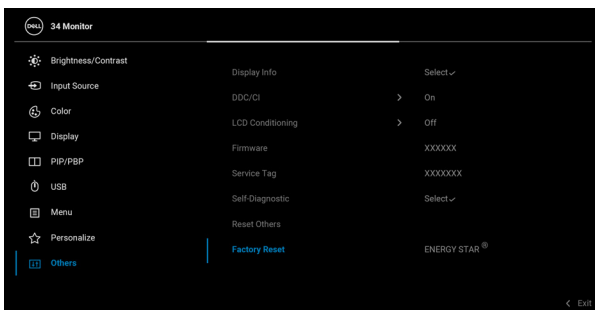 DELL 34 Monitor
Brightness/Contrast
Input Source
Color
Display
PIP/PBP
USB
Menu
Personalize
Others
Display Info Select✓
DDC/CI > On
LCD Conditioning > Off
Firmware XXXXXX
Service Tag XXXXXXX
Self-Diagnostic Select✓
Reset Others
Factory Reset ENERGY STAR ®
< Exit